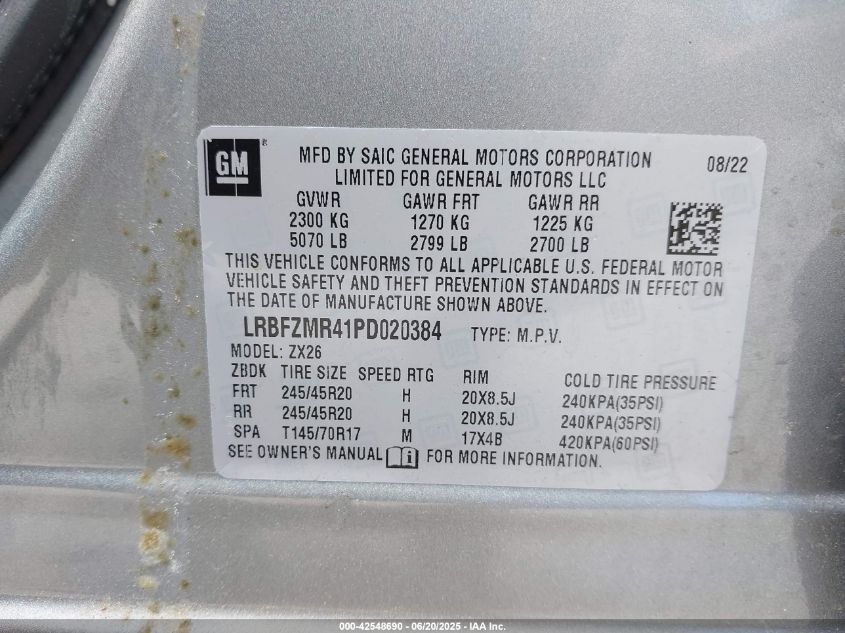 GM ®
MFD BY SAIC GENERAL MOTORS CORPORATION 08/22
LIMITED FOR GENERAL MOTORS LLC
GVWR GAWR FRT GAWR RR
2300 KG 1270 KG 1225 KG
5070 LB 2799 LB 2700 LB
THIS VEHICLE CONFORMS TO ALL APPLICABLE U.S. FEDERAL MOTOR
VEHICLE SAFETY AND THEFT PREVENTION STANDARDS IN EFFECT ON
THE DATE OF MANUFACTURE SHOWN ABOVE.
LRBFZMR41PD020384 TYPE: M.P.V.
MODEL: ZX26
ZBDK TIRE SIZE SPEED RTG RIM COLD TIRE PRESSURE
FRT 245/45R20 H 20X8.5J 240KPA(35PSI)
RR 245/45R20 H 20X8.5J 240KPA(35PSI)
SPA T145/70R17 M 17X4B 420KPA(60PSI)
SEE OWNER'S MANUAL i FOR MORE INFORMATION.
000-42548690 - 06/20/2025 - IAA Inc.